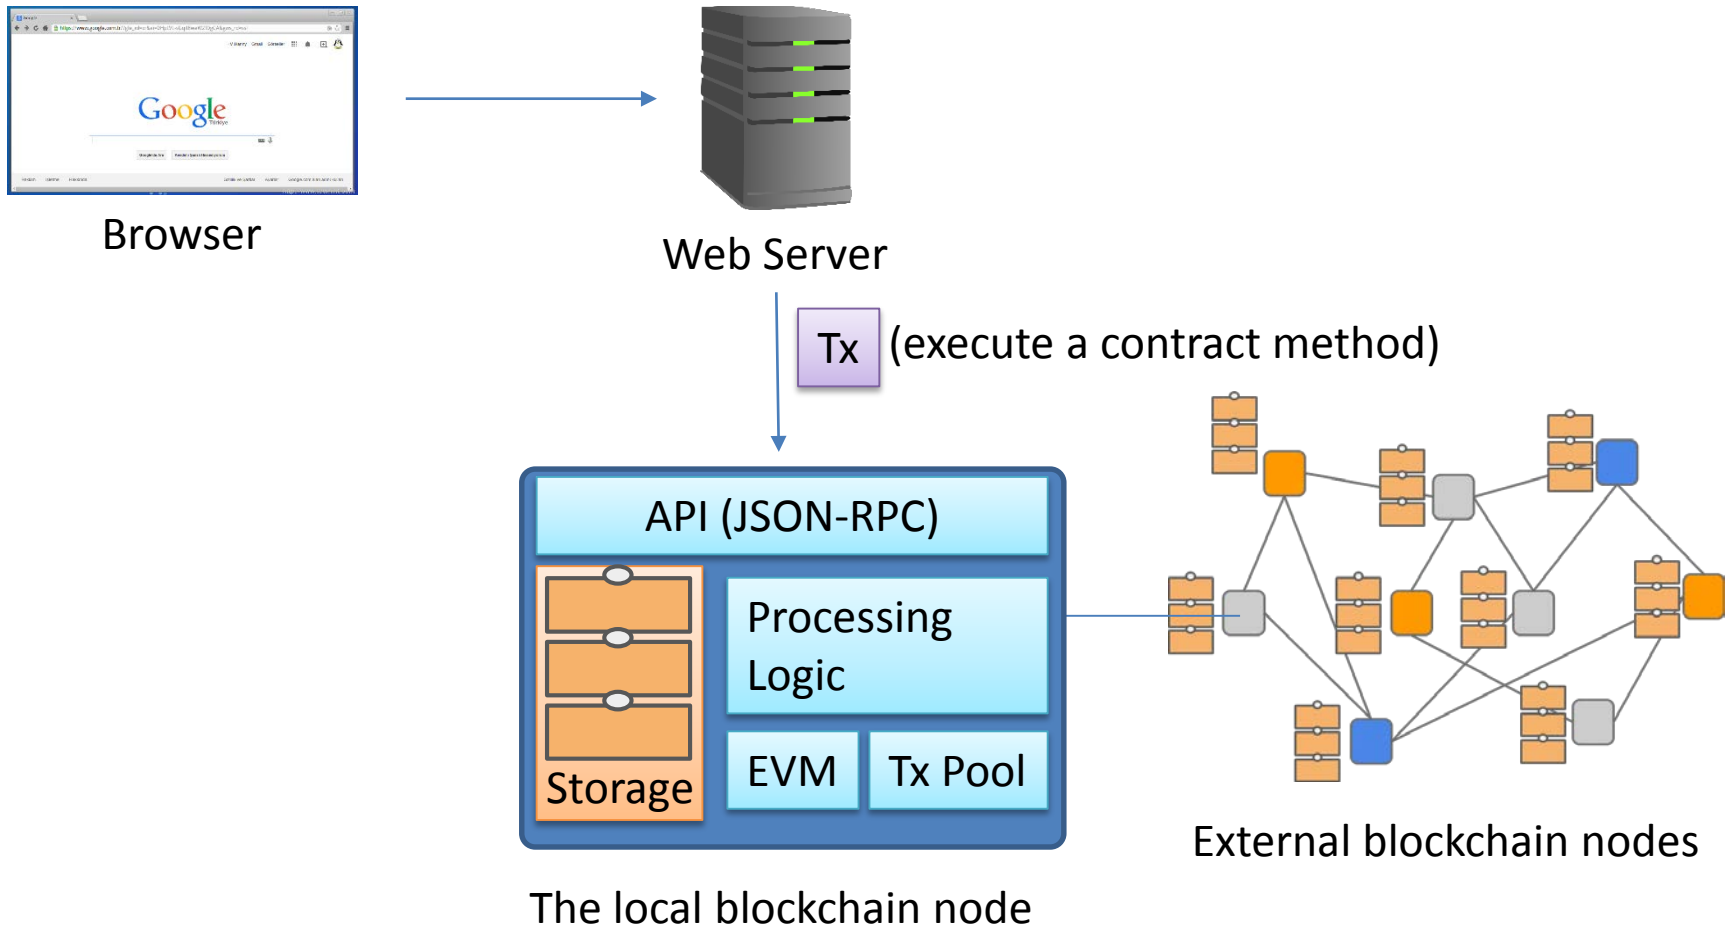 Google
Türkiye
Browser
Web Server
Tx (execute a contract method)
API (JSON-RPC)
Processing
Logic
Storage
EVM
Tx Pool
External blockchain nodes
The local blockchain node